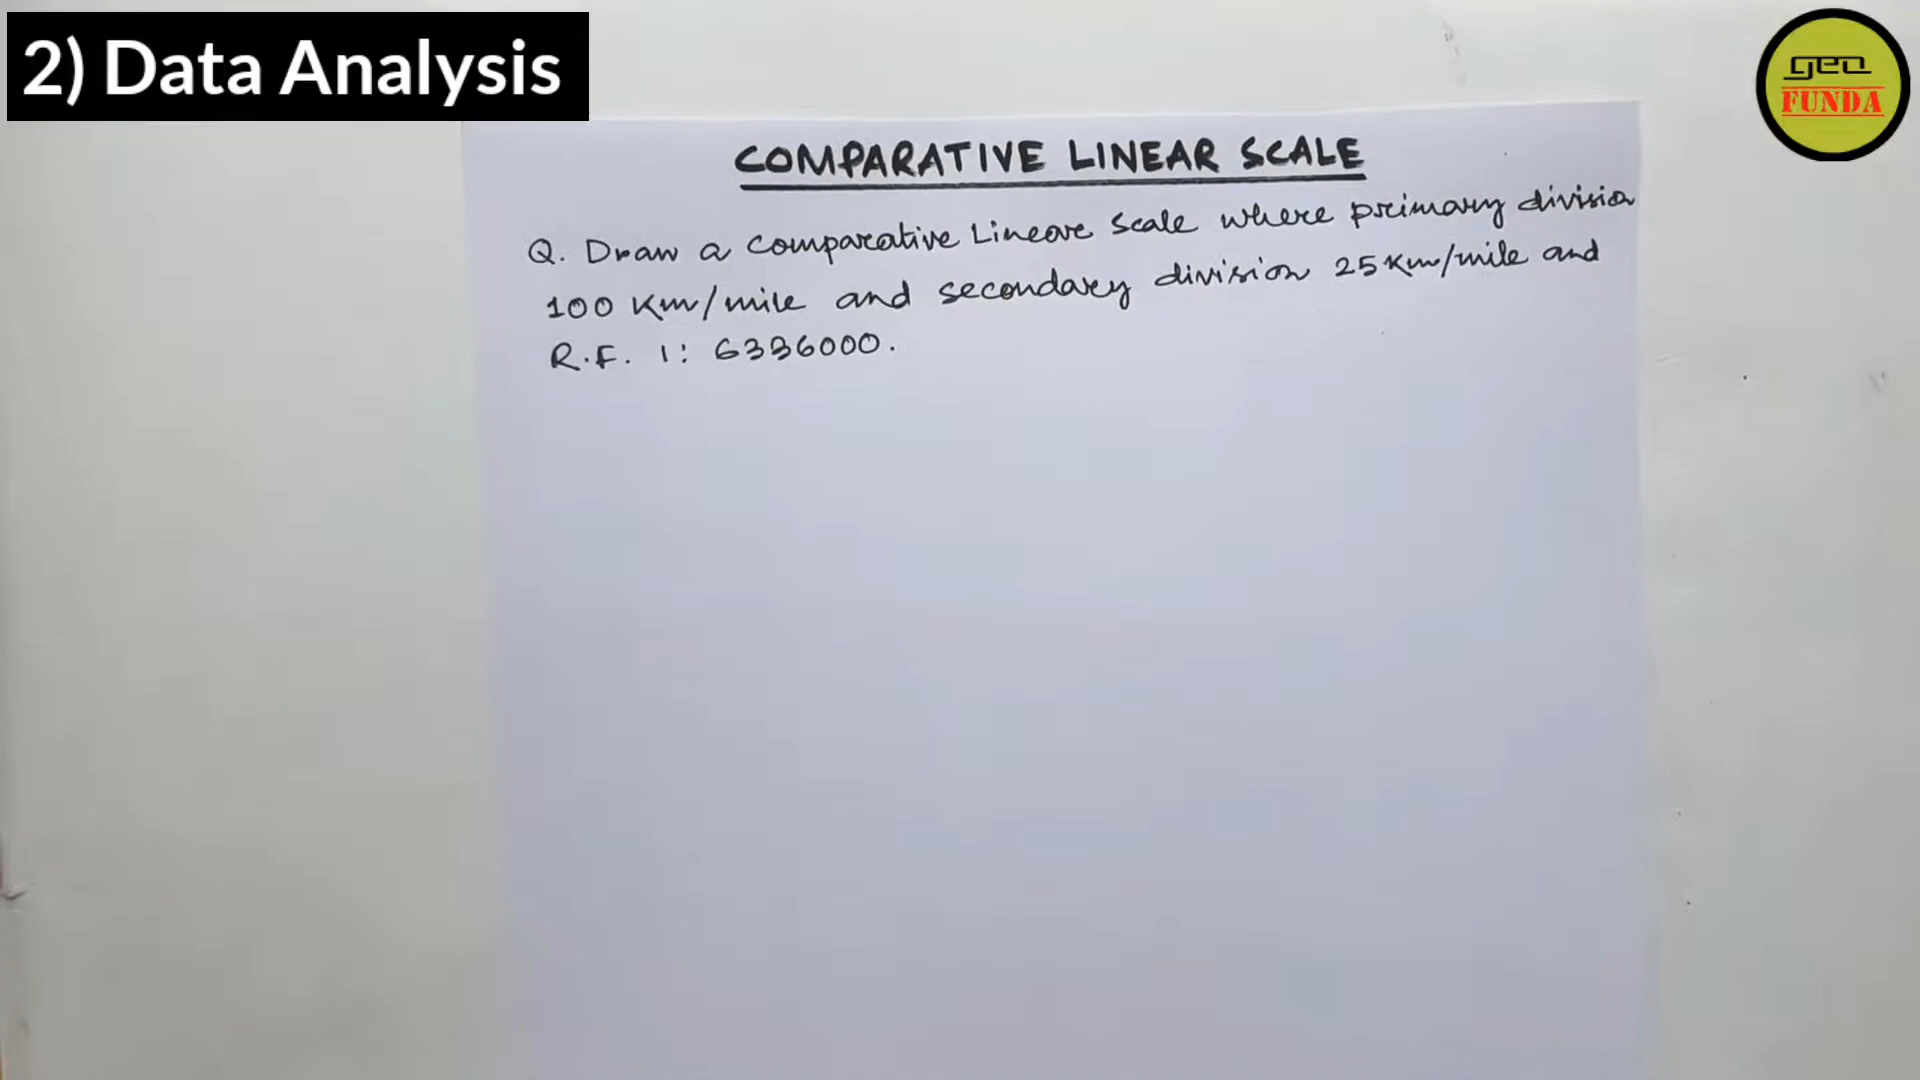 2) Data Analysis
geo
FUNDA
COMPARATIVE LINEAR SCALE
Q. Draw a comparative Linear Scale where primary division
100 Km/mile and secondary division 25 Km/mile and
R.F. 1: 6336000.